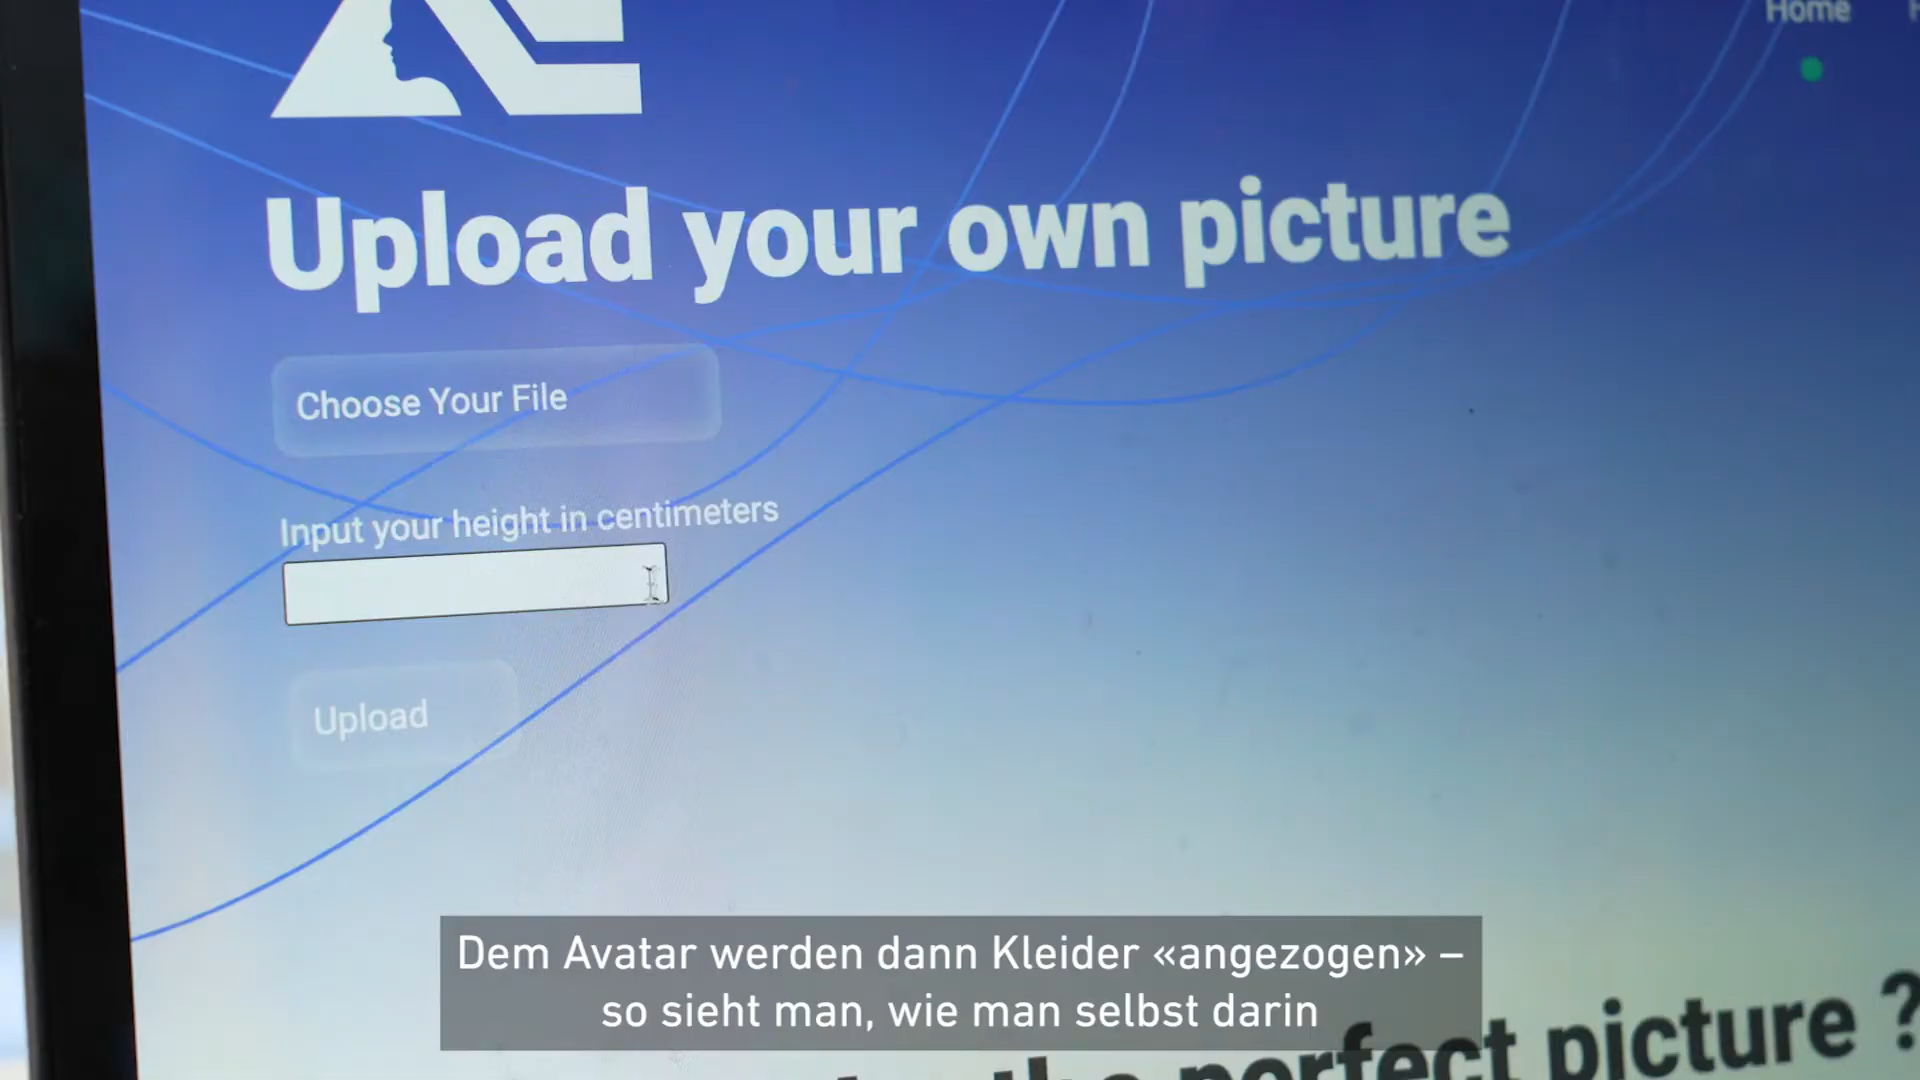 Home
Upload your own picture
Choose Your File
Input your height in centimeters
Upload
Dem Avatar werden dann Kleider «angezogen» –
so sieht man, wie man selbst darin
the perfect picture ?